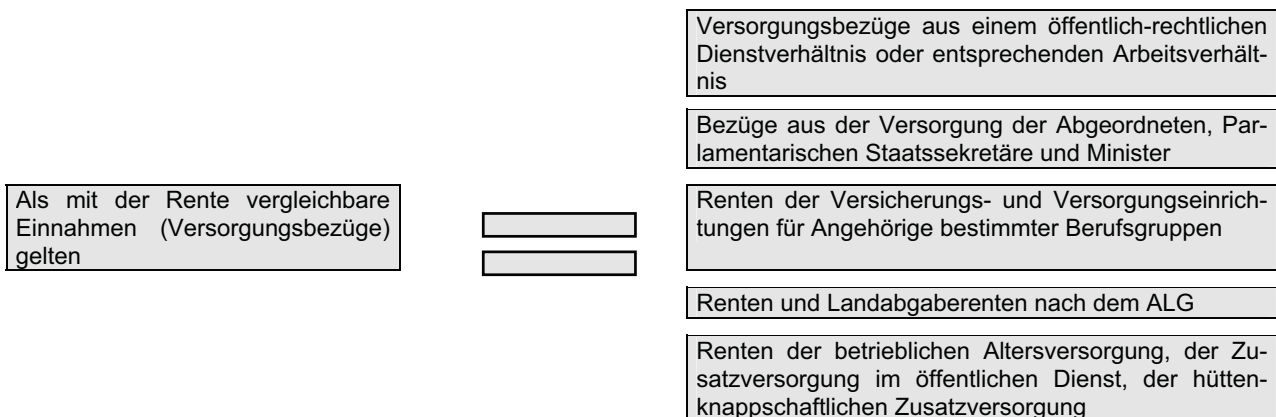 Als mit der Rente vergleichbare
Einnahmen (Versorgungsbezüge)
gelten
Versorgungsbezüge aus einem öffentlich-rechtlichen
Dienstverhältnis oder entsprechenden Arbeitsverhält-
nis
Bezüge aus der Versorgung der Abgeordneten, Par-
lamentarischen Staatssekretäre und Minister
Renten der Versicherungs- und Versorgungseinrich-
tungen für Angehörige bestimmter Berufsgruppen
Renten und Landabgaberenten nach dem ALG
Renten der betrieblichen Altersversorgung, der Zu-
satzversorgung im öffentlichen Dienst, der hütten-
knappschaftlichen Zusatzversorgung